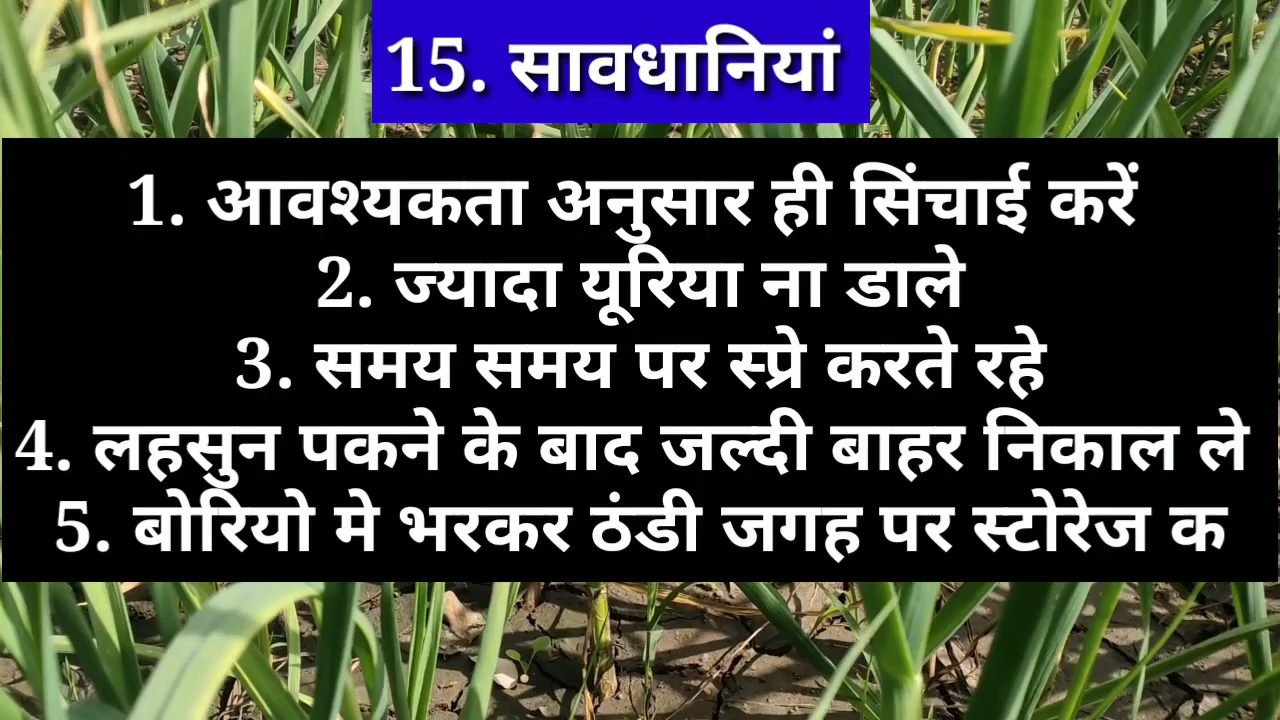 15. सावधानियां
1. आवश्यकता अनुसार ही सिंचाई करें
2. ज्यादा यूरिया ना डाले
3. समय समय पर स्प्रे करते रहे
4. लहसुन पकने के बाद जल्दी बाहर निकाल ले
5. बोरियो मे भरकर ठंडी जगह पर स्टोरेज क